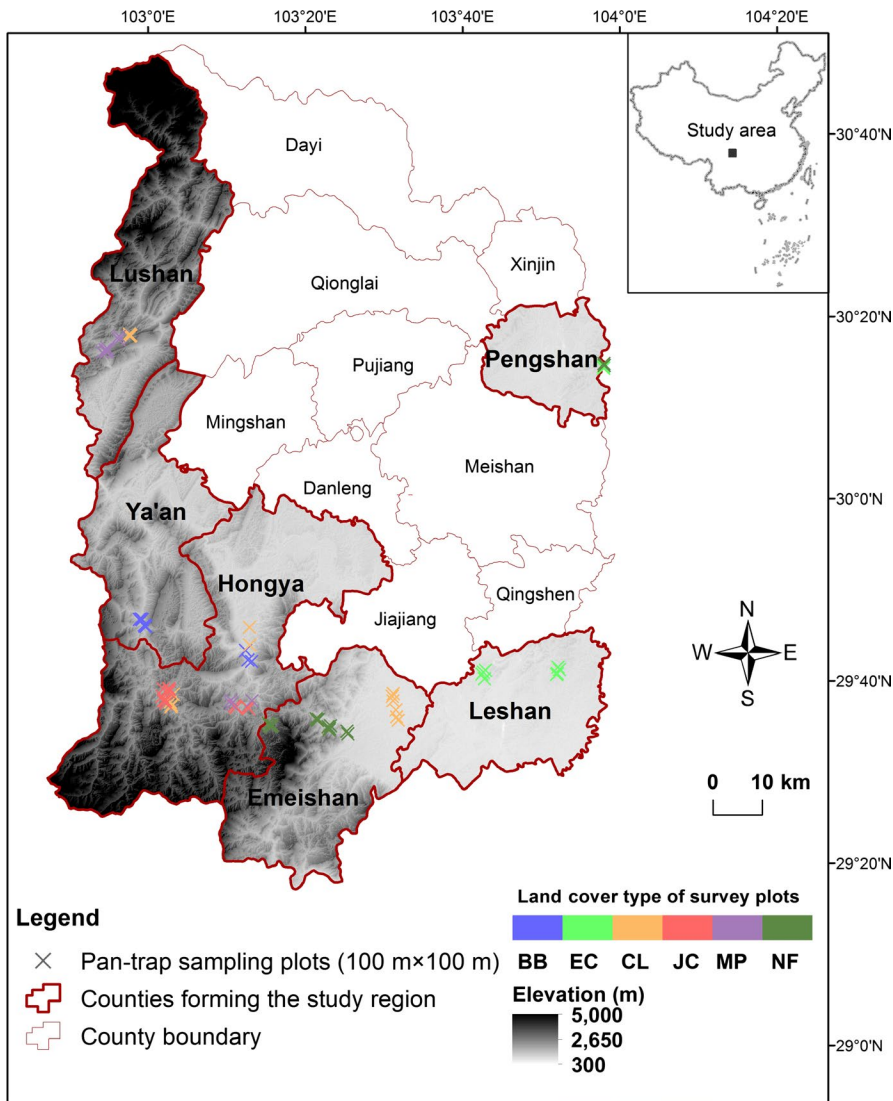 103°0'E 103°20'E 103°40'E 104°0'E 104°20'E
Study area
30°40'N
Dayi
Lushan
Qionglai
Xinjin
30°20'N
Pengshan
Pujiang
Mingshan
Meishan
Danleng
30°0'N
Ya'an
Hongya
Qingshen
Jiajiang
N
W E
S
29°40'N
Leshan
0 10 km
Emeishan
29°20'N
Legend
Pan-trap sampling plots (100 m×100 m)
Counties forming the study region
County boundary
Land cover type of survey plots
BB EC CL JC MP NF
Elevation (m)
5,000
2,650
300
29°0'N